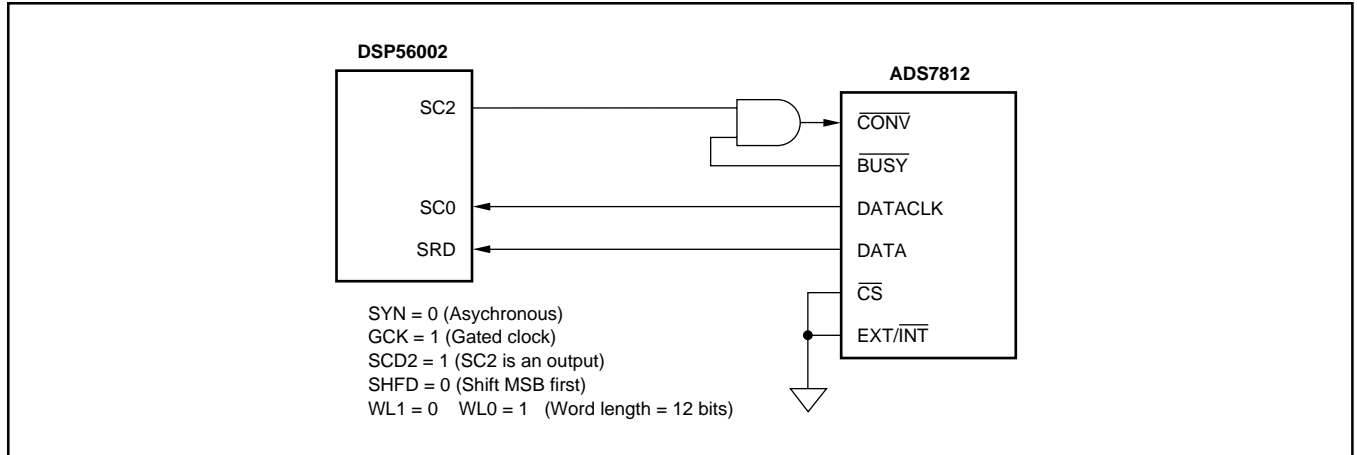 DSP56002
ADS7812
SC2
CONV
BUSY
SC0
DATACLK
SRD
DATA
CS
EXT/INT
SYN = 0 (Asychronous)
GCK = 1 (Gated clock)
SCD2 = 1 (SC2 is an output)
SHFD = 0 (Shift MSB first)
WL1 = 0 WL0 = 1 (Word length = 12 bits)